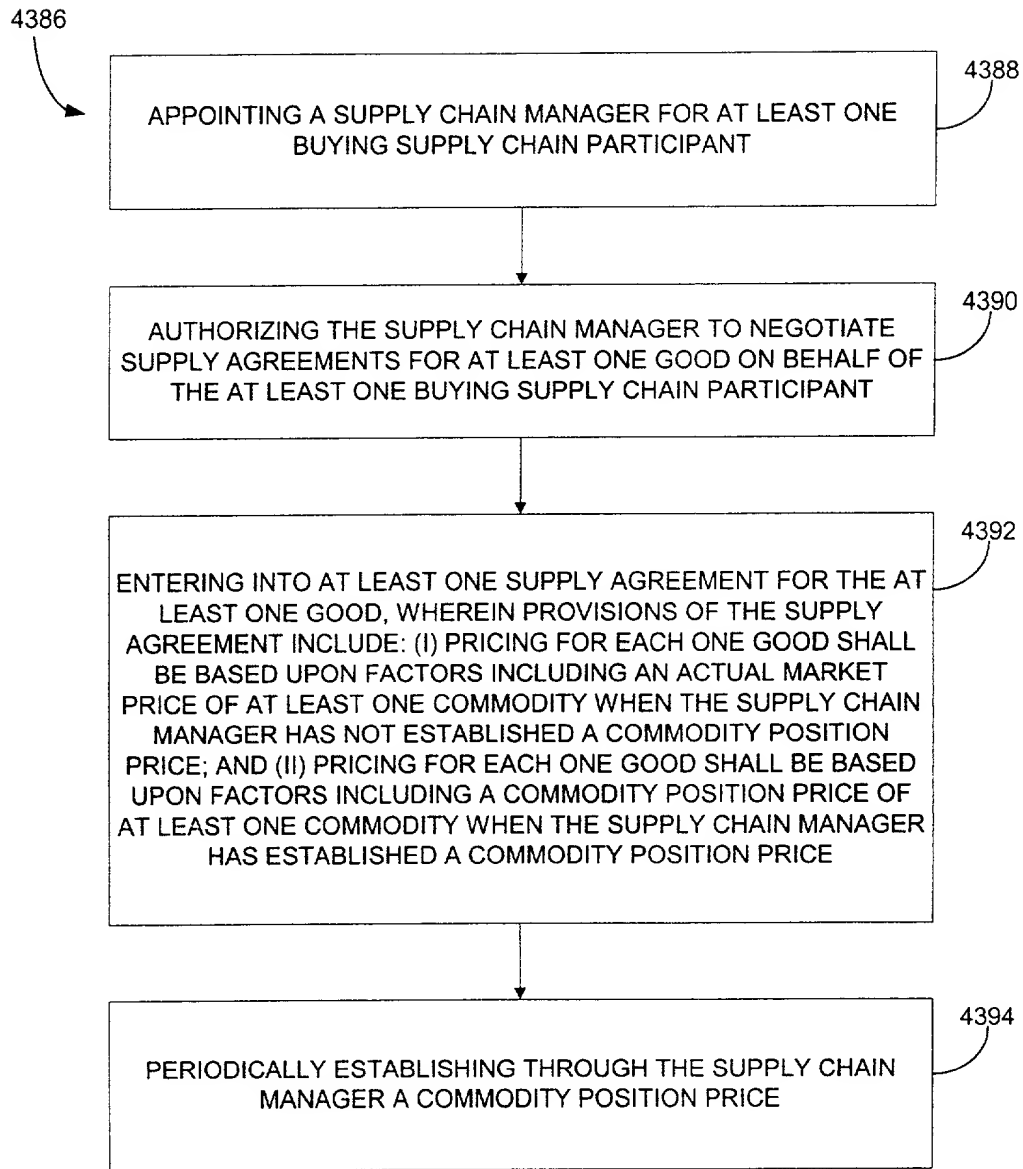 4386
4388
APPOINTING A SUPPLY CHAIN MANAGER FOR AT LEAST ONE
BUYING SUPPLY CHAIN PARTICIPANT
4390
AUTHORIZING THE SUPPLY CHAIN MANAGER TO NEGOTIATE
SUPPLY AGREEMENTS FOR AT LEAST ONE GOOD ON BEHALF OF
THE AT LEAST ONE BUYING SUPPLY CHAIN PARTICIPANT
4392
ENTERING INTO AT LEAST ONE SUPPLY AGREEMENT FOR THE AT
LEAST ONE GOOD, WHEREIN PROVISIONS OF THE SUPPLY
AGREEMENT INCLUDE: (I) PRICING FOR EACH ONE GOOD SHALL
BE BASED UPON FACTORS INCLUDING AN ACTUAL MARKET
PRICE OF AT LEAST ONE COMMODITY WHEN THE SUPPLY CHAIN
MANAGER HAS NOT ESTABLISHED A COMMODITY POSITION
PRICE; AND (II) PRICING FOR EACH ONE GOOD SHALL BE BASED
UPON FACTORS INCLUDING A COMMODITY POSITION PRICE OF
AT LEAST ONE COMMODITY WHEN THE SUPPLY CHAIN MANAGER
HAS ESTABLISHED A COMMODITY POSITION PRICE
4394
PERIODICALLY ESTABLISHING THROUGH THE SUPPLY CHAIN
MANAGER A COMMODITY POSITION PRICE